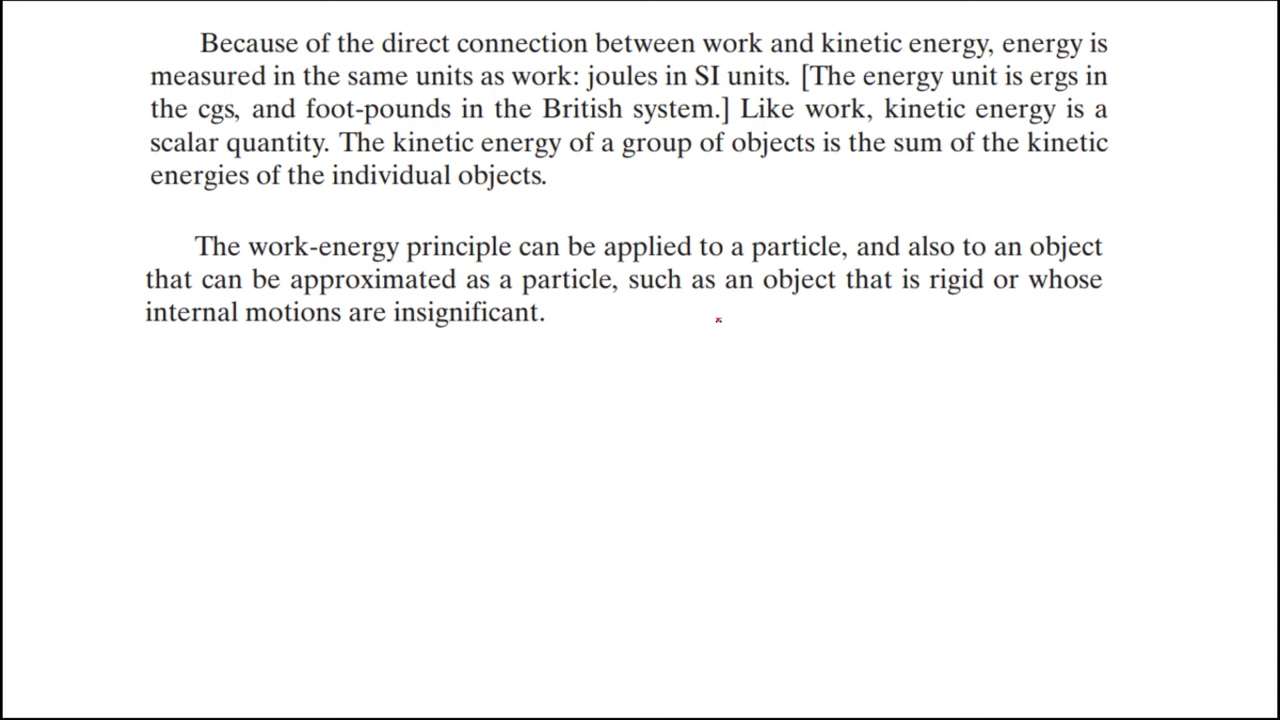 Because of the direct connection between work and kinetic energy, energy is
measured in the same units as work: joules in SI units. [The energy unit is ergs in
the cgs, and foot-pounds in the British system.] Like work, kinetic energy is a
scalar quantity. The kinetic energy of a group of objects is the sum of the kinetic
energies of the individual objects.
The work-energy principle can be applied to a particle, and also to an object
that can be approximated as a particle, such as an object that is rigid or whose
internal motions are insignificant.